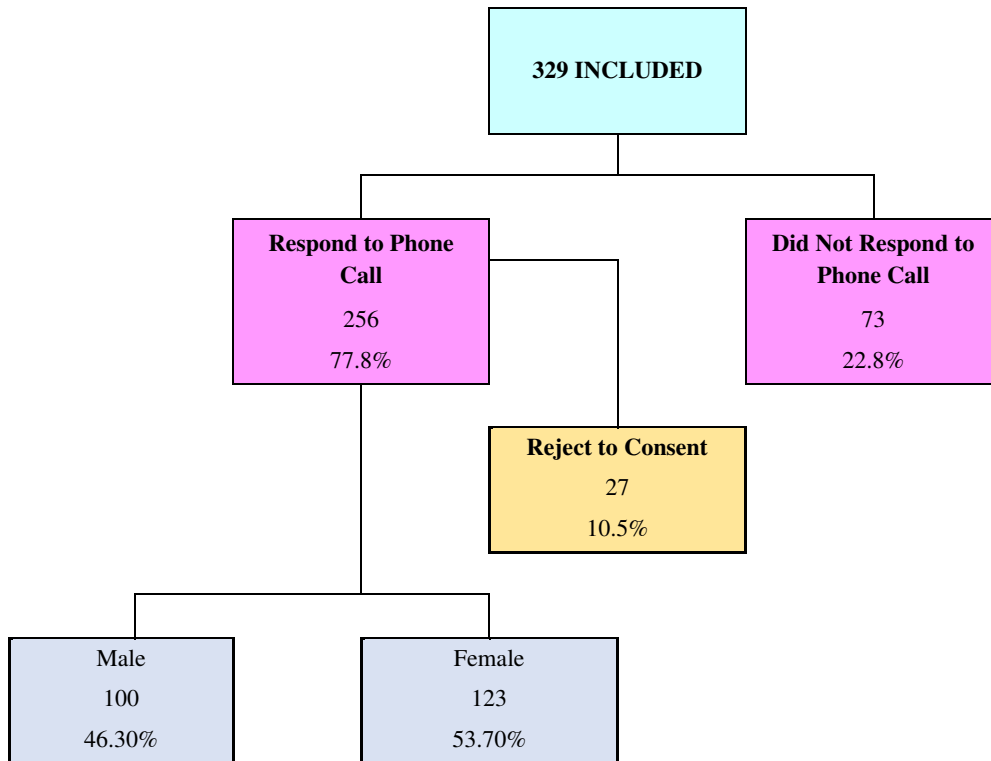 329 INCLUDED
Respond to Phone
Call
256
77.8%
Did Not Respond to
Phone Call
73
22.8%
Reject to Consent
27
10.5%
Male
100
46.30%
Female
123
53.70%